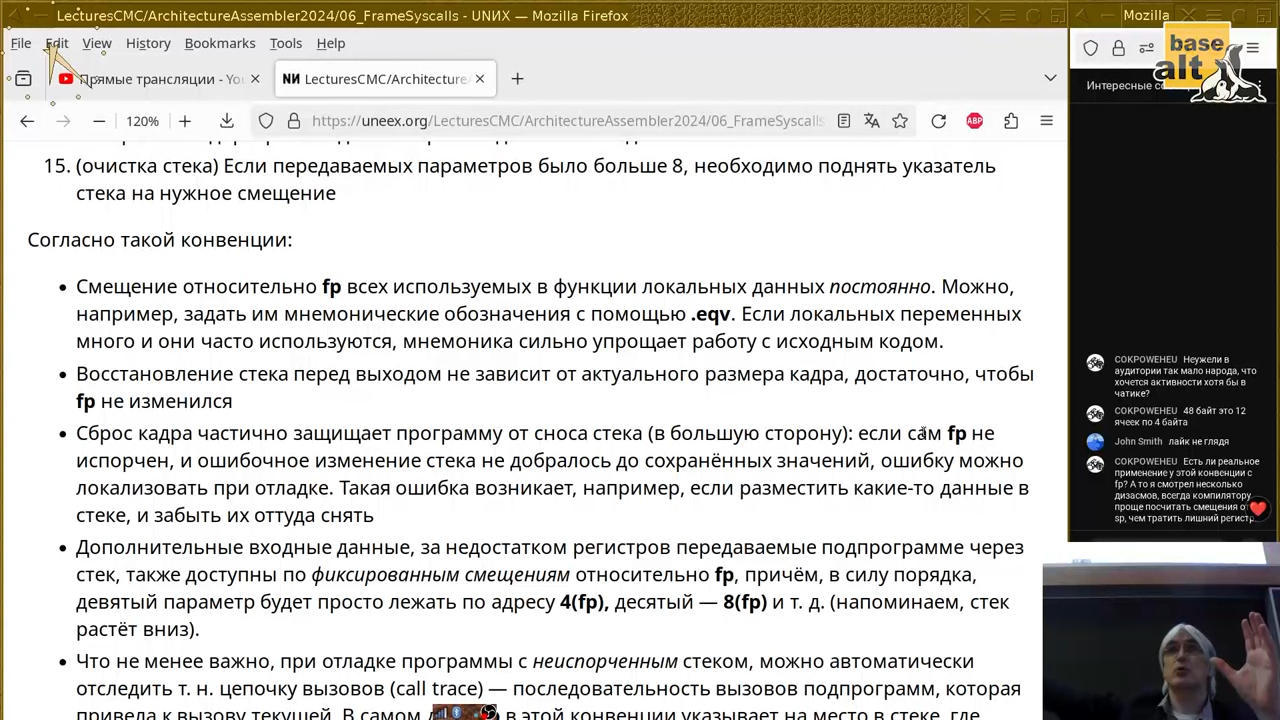 LecturesCMC/ArchitectureAssembler2024/06_FrameSyscalls - UNИX — Mozilla Firefox
Mozilla
File Edit View History Bookmarks Tools Help
base
alt
Прямые трансляции - You
NИ LecturesCMC/Architecture
Интересные со
120%
https://uneex.org/LecturesCMC/ArchitectureAssembler2024/06_FrameSyscalls
ABP
15. (очистка стека) Если передаваемых параметров было больше 8, необходимо поднять указатель
стека на нужное смещение
Согласно такой конвенции:
• Смещение относительно fp всех используемых в функции локальных данных постоянно. Можно,
например, задать им мнемонические обозначения с помощью .eqv. Если локальных переменных
много и они часто используются, мнемоника сильно упрощает работу с исходным кодом.
• Восстановление стека перед выходом не зависит от актуального размера кадра, достаточно, чтобы
fp не изменился
• Сброс кадра частично защищает программу от сноса стека (в большую сторону): если сам fp не
испорчен, и ошибочное изменение стека не добралось до сохранённых значений, ошибку можно
локализовать при отладке. Такая ошибка возникает, например, если разместить какие-то данные в
стеке, и забыть их оттуда снять
• Дополнительные входные данные, за недостатком регистров передаваемые подпрограмме через
стек, также доступны по фиксированным смещениям относительно fp, причём, в силу порядка,
девятый параметр будет просто лежать по адресу 4(fp), десятый — 8(fp) и т. д. (напоминаем, стек
растёт вниз).
• Что не менее важно, при отладке программы с неиспорченным стеком, можно автоматически
отследить т. н. цепочку вызовов (call trace) — последовательность вызовов подпрограмм, которая
привела к вызову текущей. В самом в этой конвенции указывает на место в стеке, где
COKPOWEHEU Неужели в
аудитории так мало народа, что
хочется активности хотя бы в
чатике?
COKPOWEHEU 48 байт это 12
ячеек по 4 байта
John Smith лайк не глядя
COKPOWEHEU Есть ли реальное
применение у этой конвенции с
fp? А то я смотрел несколько
дизасмов, всегда компилятору
проще посчитать смещения от
sp, чем тратить лишний регистр.